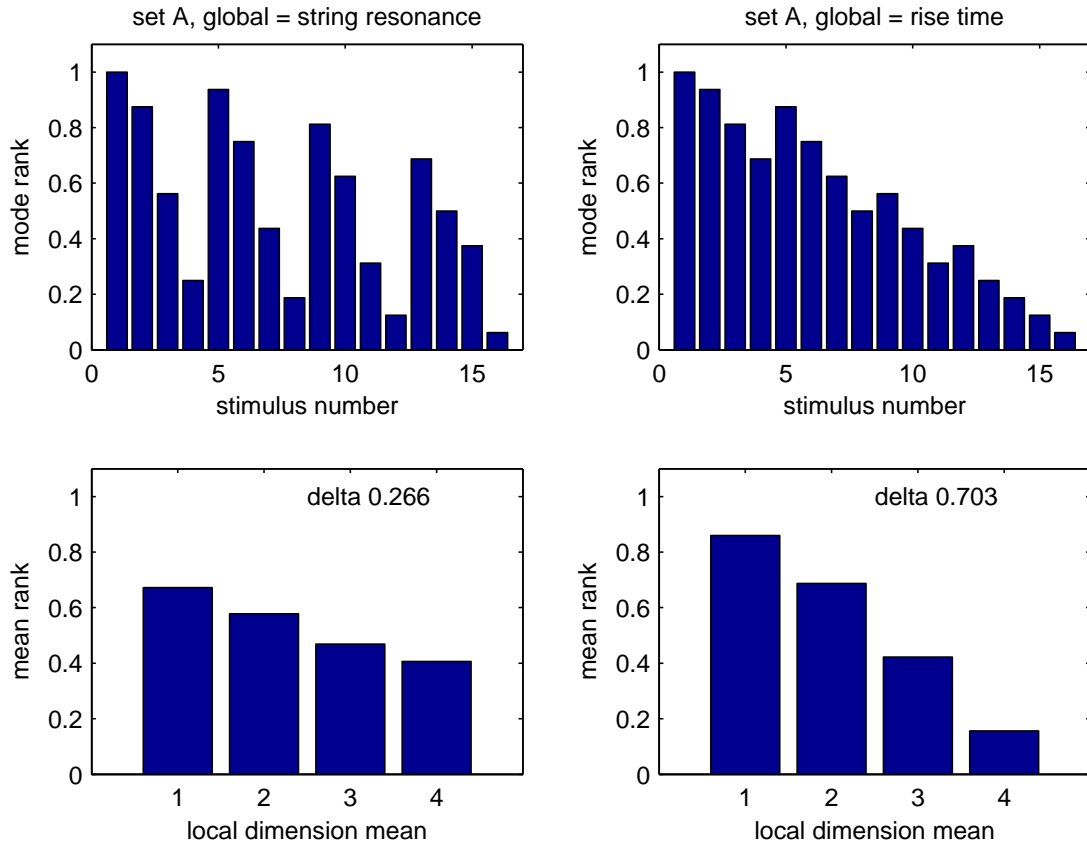 set A, global = string resonance
1
0.8
0.6
0.4
0.2
0
mode rank
0 5 10 15
stimulus number
set A, global = rise time
1
0.8
0.6
0.4
0.2
0
mode rank
0 5 10 15
stimulus number
delta 0.266
1
0.8
0.6
0.4
0.2
0
mean rank
1 2 3 4
local dimension mean
delta 0.703
1
0.8
0.6
0.4
0.2
0
mean rank
1 2 3 4
local dimension mean